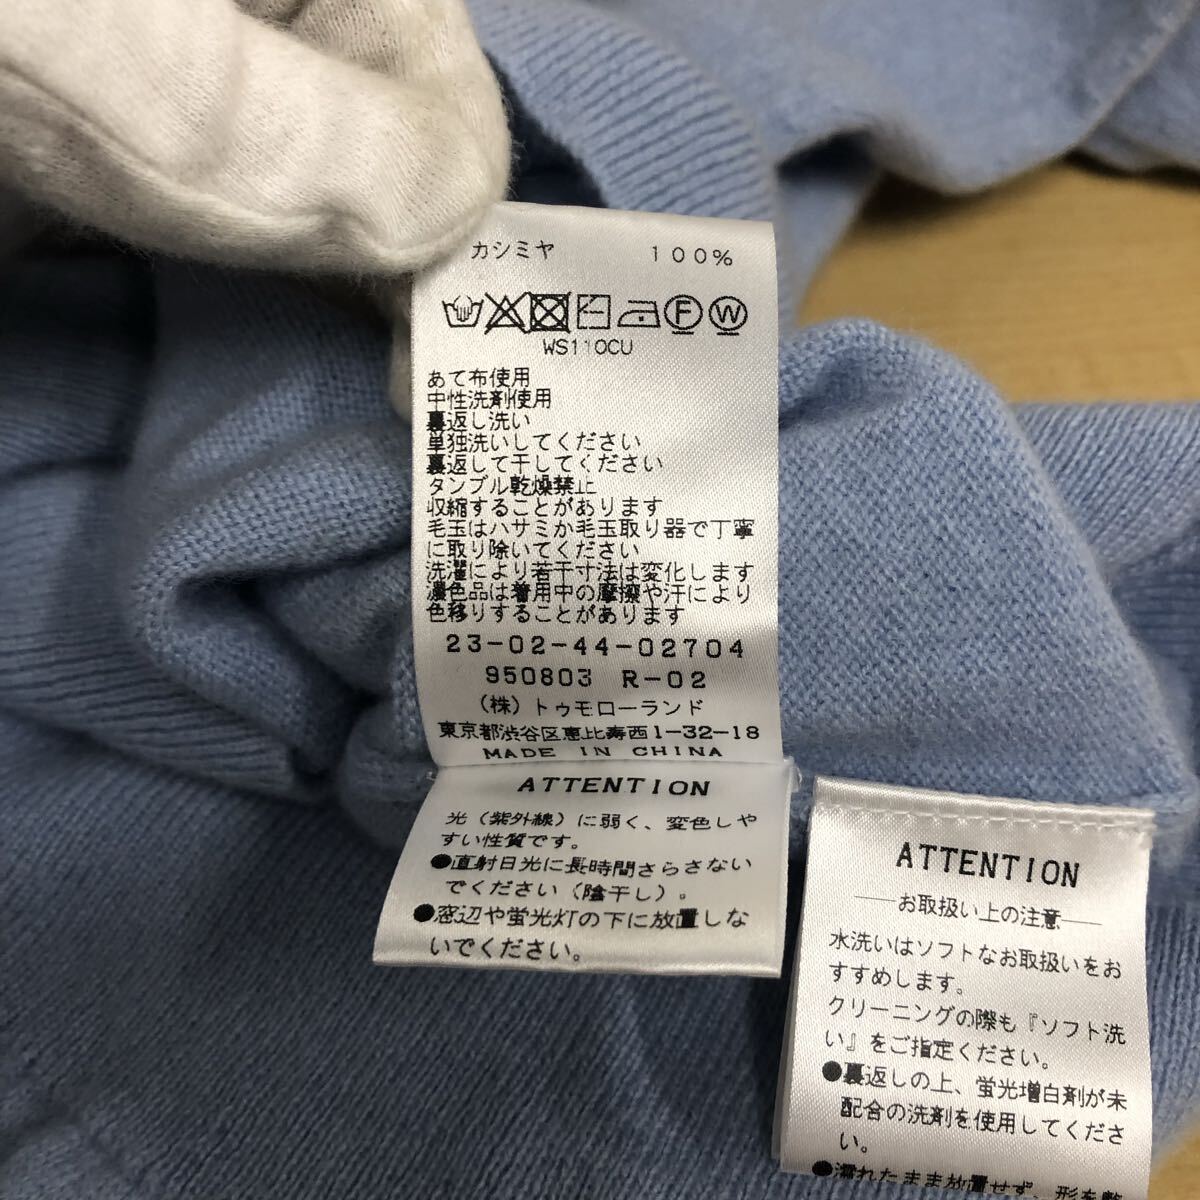 カシミヤ 100%
WS110CU
あて布使用
中性洗剤使用
裏返し洗い
単独洗いしてください
裏返して干してください
タンブル乾燥禁止
収縮することがあります
毛玉はハサミか毛玉取り器で丁寧
に取り除いてください
洗濯により若干寸法は変化します
濃色品は着用中の摩擦や汗により
色移りすることがあります
23-02-44-02704
950803 R-02
(株)トゥモローランド
東京都渋谷区恵比寿西1-32-18
MADE IN CHINA
ATTENTION
光(紫外線)に弱く、変色しや
すい性質です。
●直射日光に長時間さらさない
でください(陰干し)。
●窓辺や蛍光灯の下に放置しな
いでください。
ATTENTION
お取扱い上の注意
水洗いはソフトなお取扱いをお
すすめします。
クリーニングの際も『ソフト洗
い』をご指定ください。
●裏返しの上、蛍光増白剤が未
配合の洗剤を使用してくださ
い。
●濡れたまま放置せず、形を整